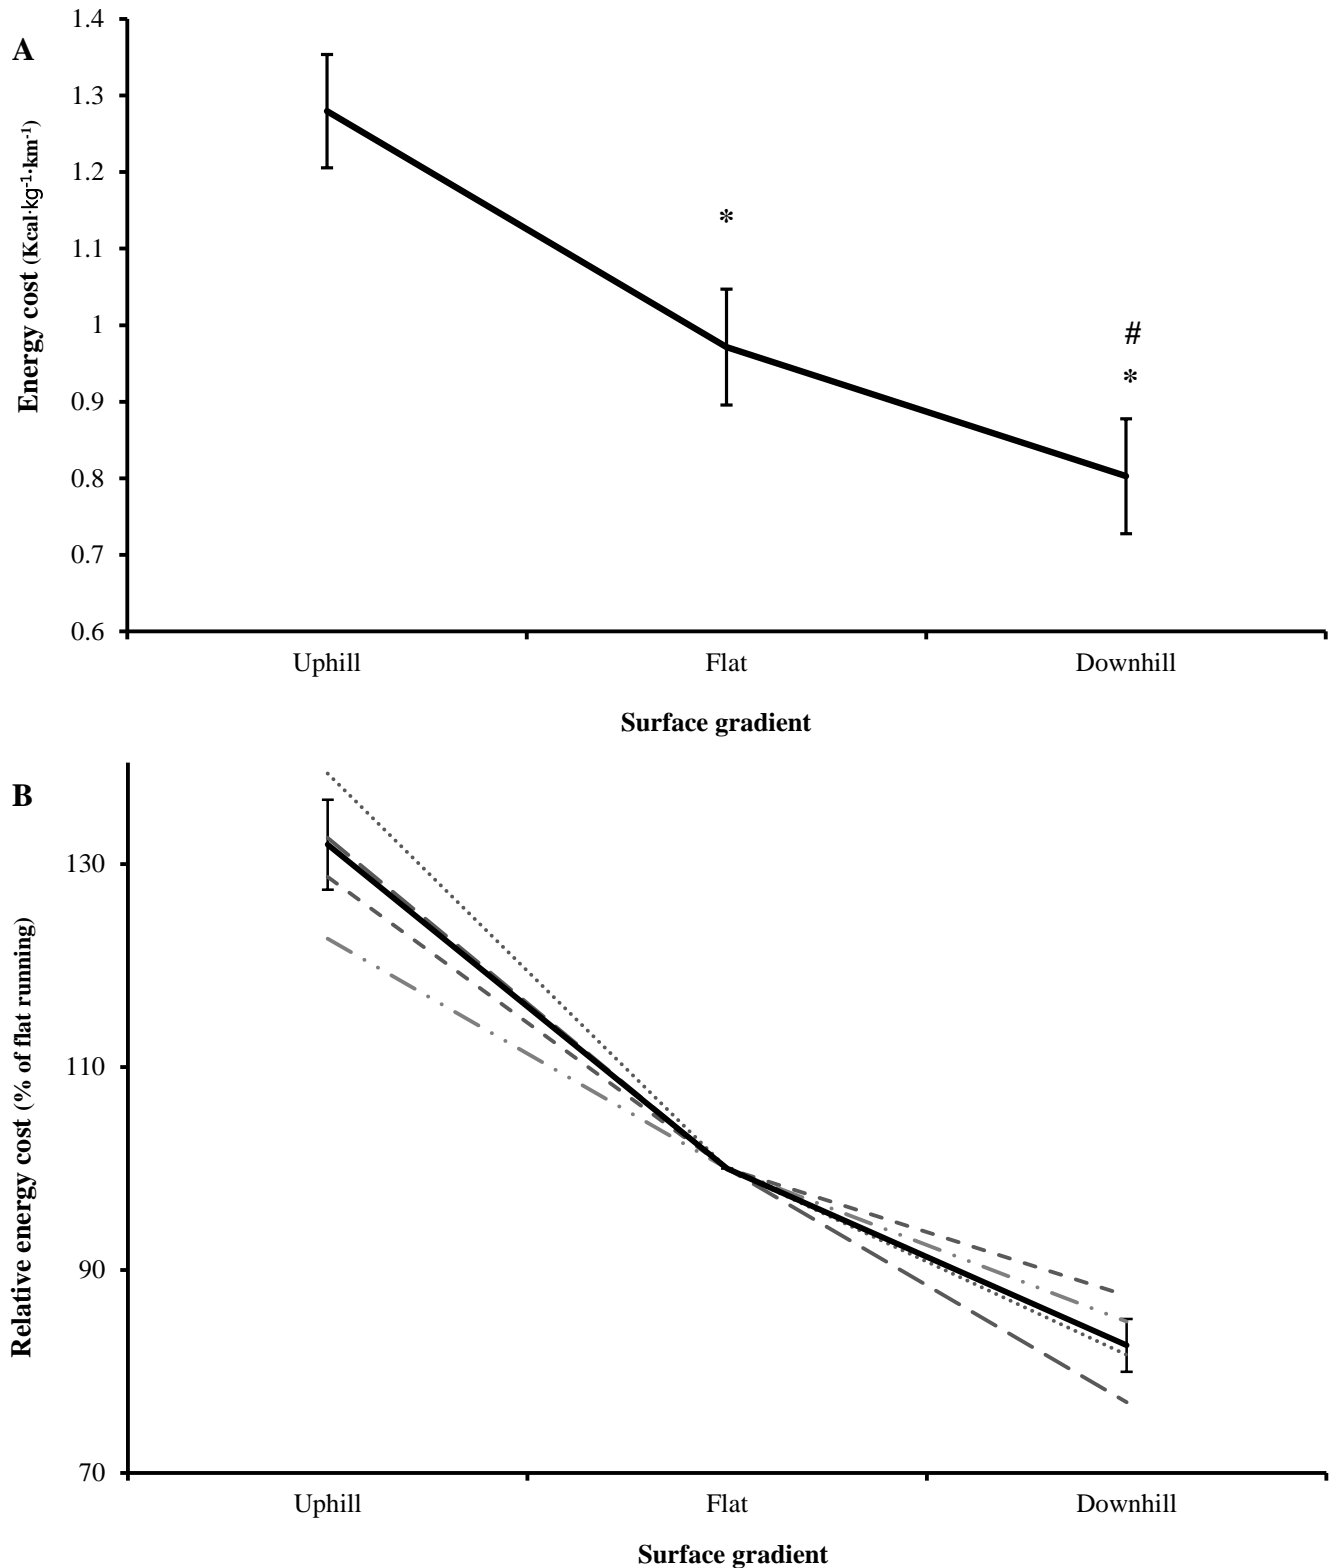 A
Energy cost (Kcal·kg⁻¹·km⁻¹)
1.4
1.3
1.2
1.1
1
0.9
0.8
0.7
0.6
*
#
*
Uphill Flat Downhill
Surface gradient
B
Relative energy cost (% of flat running)
130
110
90
70
Uphill Flat Downhill
Surface gradient